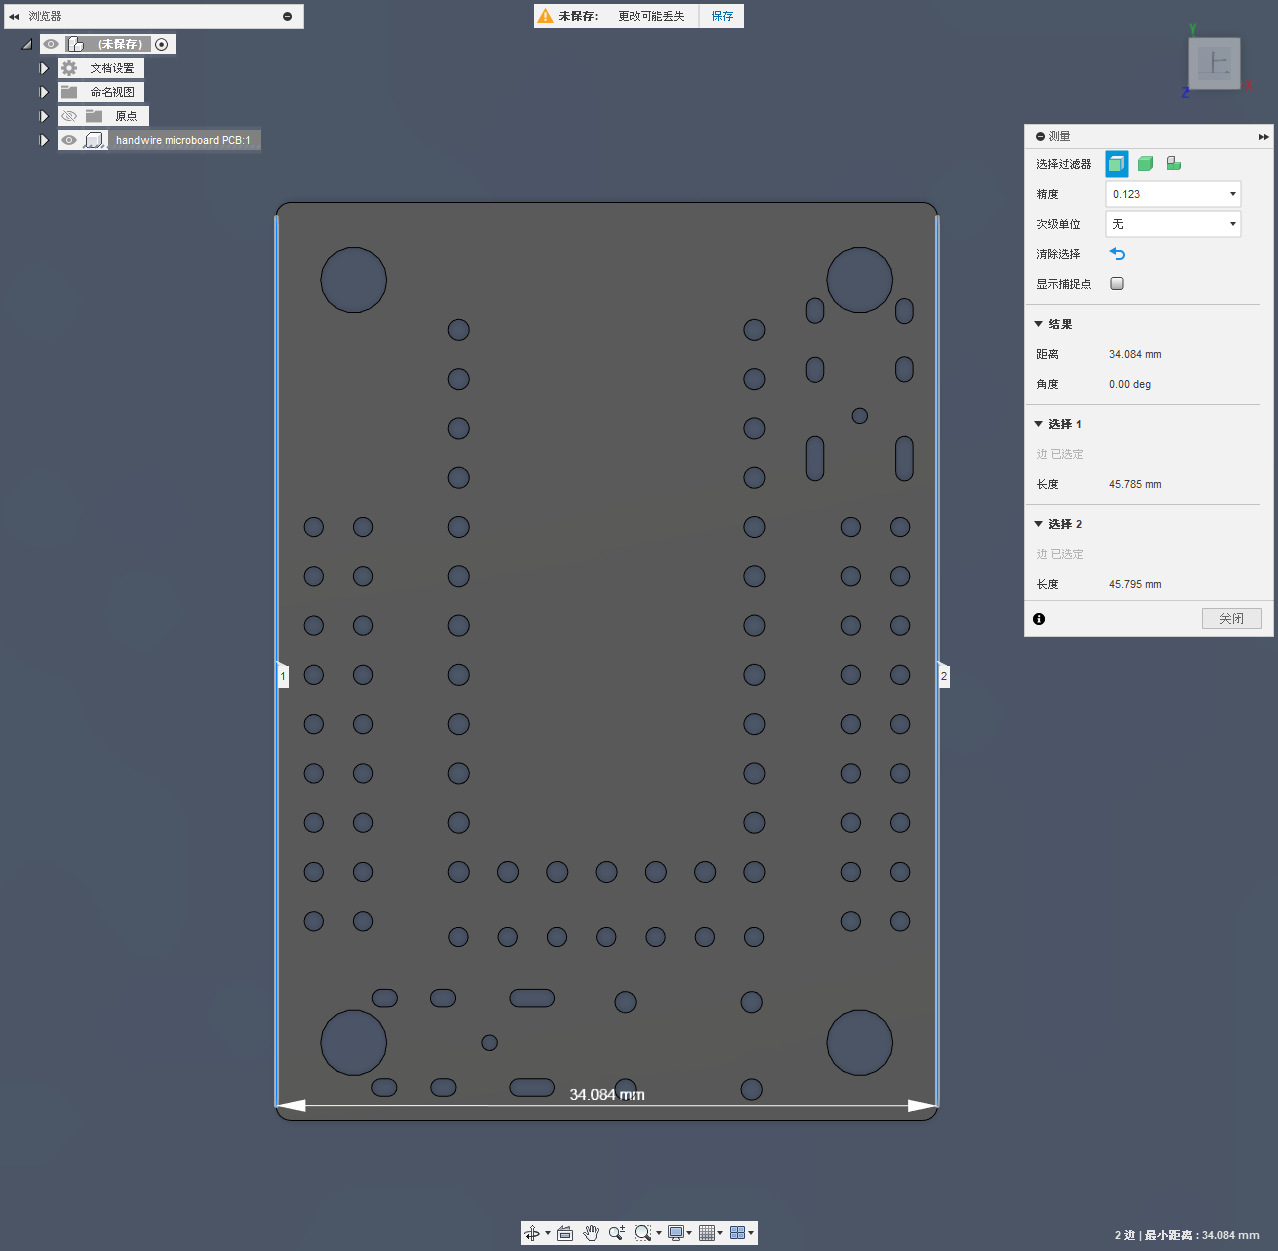 浏览器
未保存:
更改可能丢失
保存
(未保存)
文档设置
命名视图
原点
handwire microboard PCB:1
Y
上
X
Z
测量
选择过滤器
精度 0.123
次级单位 无
清除选择
显示捕捉点
结果
距离 34.084 mm
角度 0.00 deg
选择 1
边 已选定
长度 45.785 mm
选择 2
边 已选定
长度 45.795 mm
关闭
1
2
34.084 mm
2 边 | 最小距离 : 34.084 mm